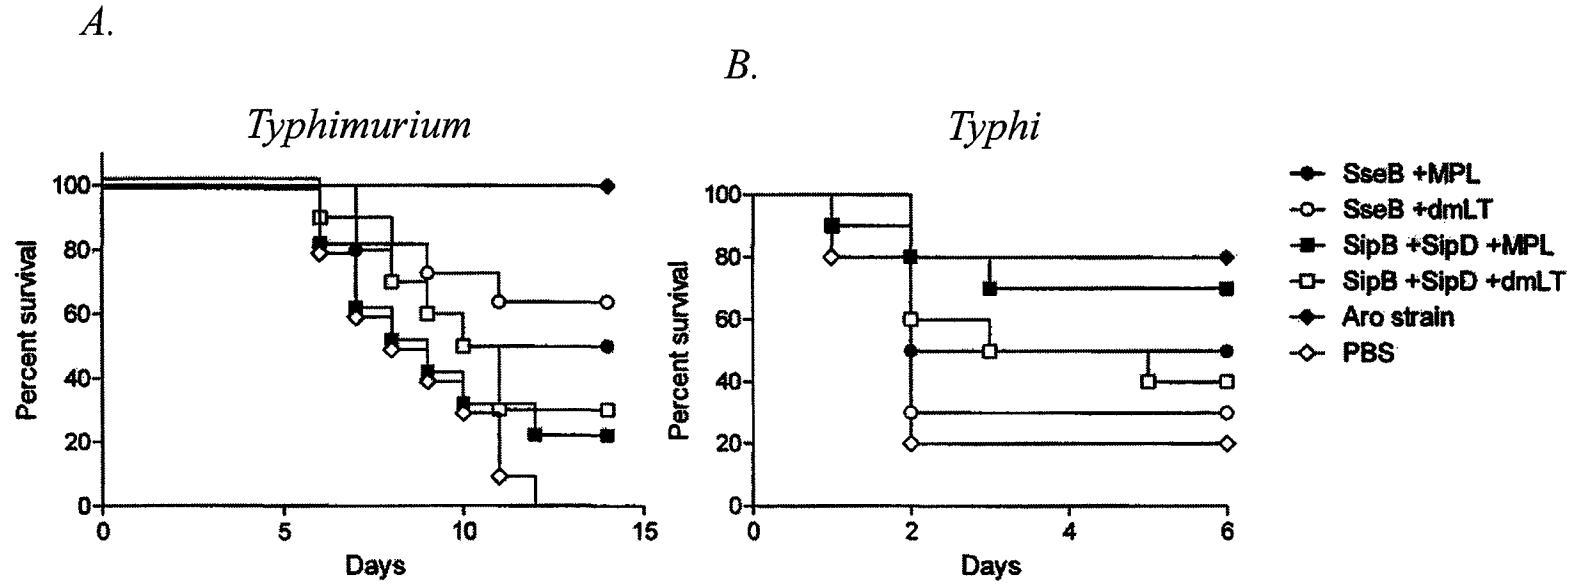 A.
B.
Typhimurium
Typhi
Percent survival
100
80
60
40
20
0
0 5 10 15
Days
Percent survival
100
80
60
40
20
0
0 2 4 6
Days
SseB +MPL
SseB +dmLT
SipB +SipD +MPL
SipB +SipD +dmLT
Aro strain
PBS